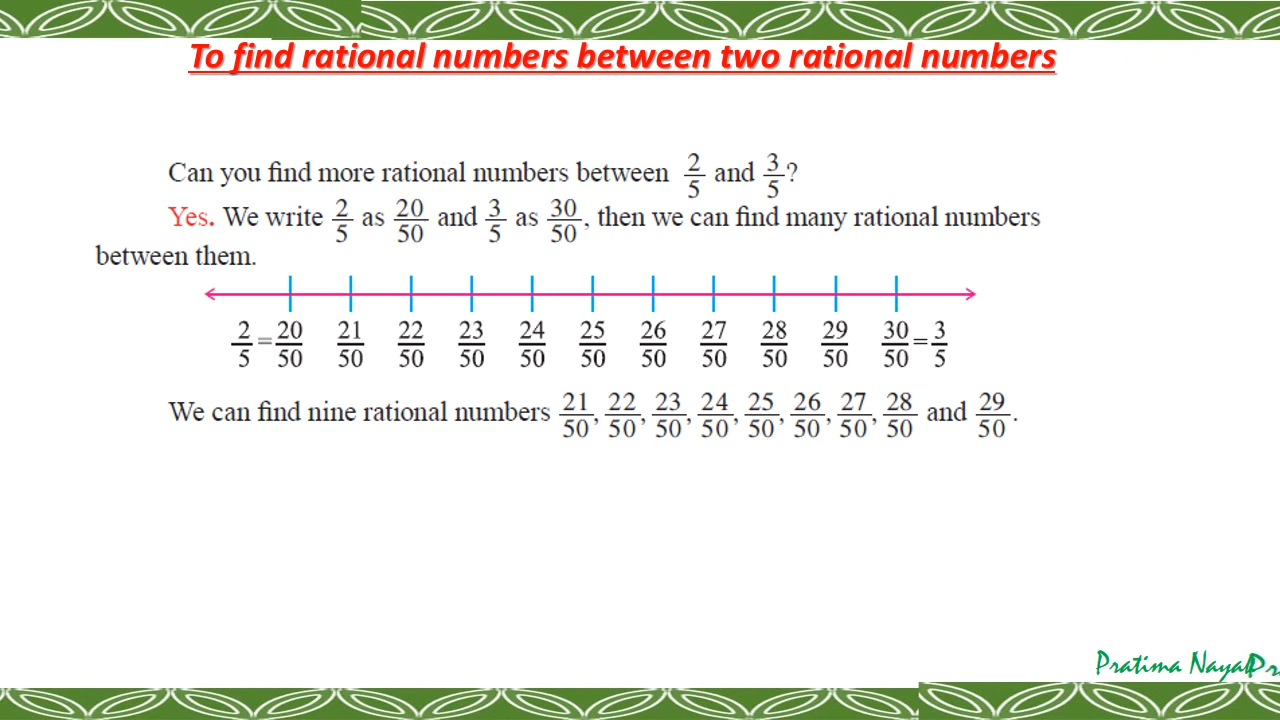 To find rational numbers between two rational numbers
Can you find more rational numbers between 2/5 and 3/5?
Yes. We write 2/5 as 20/50 and 3/5 as 30/50, then we can find many rational numbers
between them.
2/5 = 20/50 21/50 22/50 23/50 24/50 25/50 26/50 27/50 28/50 29/50 30/50 = 3/5
We can find nine rational numbers 21/50, 22/50, 23/50, 24/50, 25/50, 26/50, 27/50, 28/50 and 29/50.
Pratima